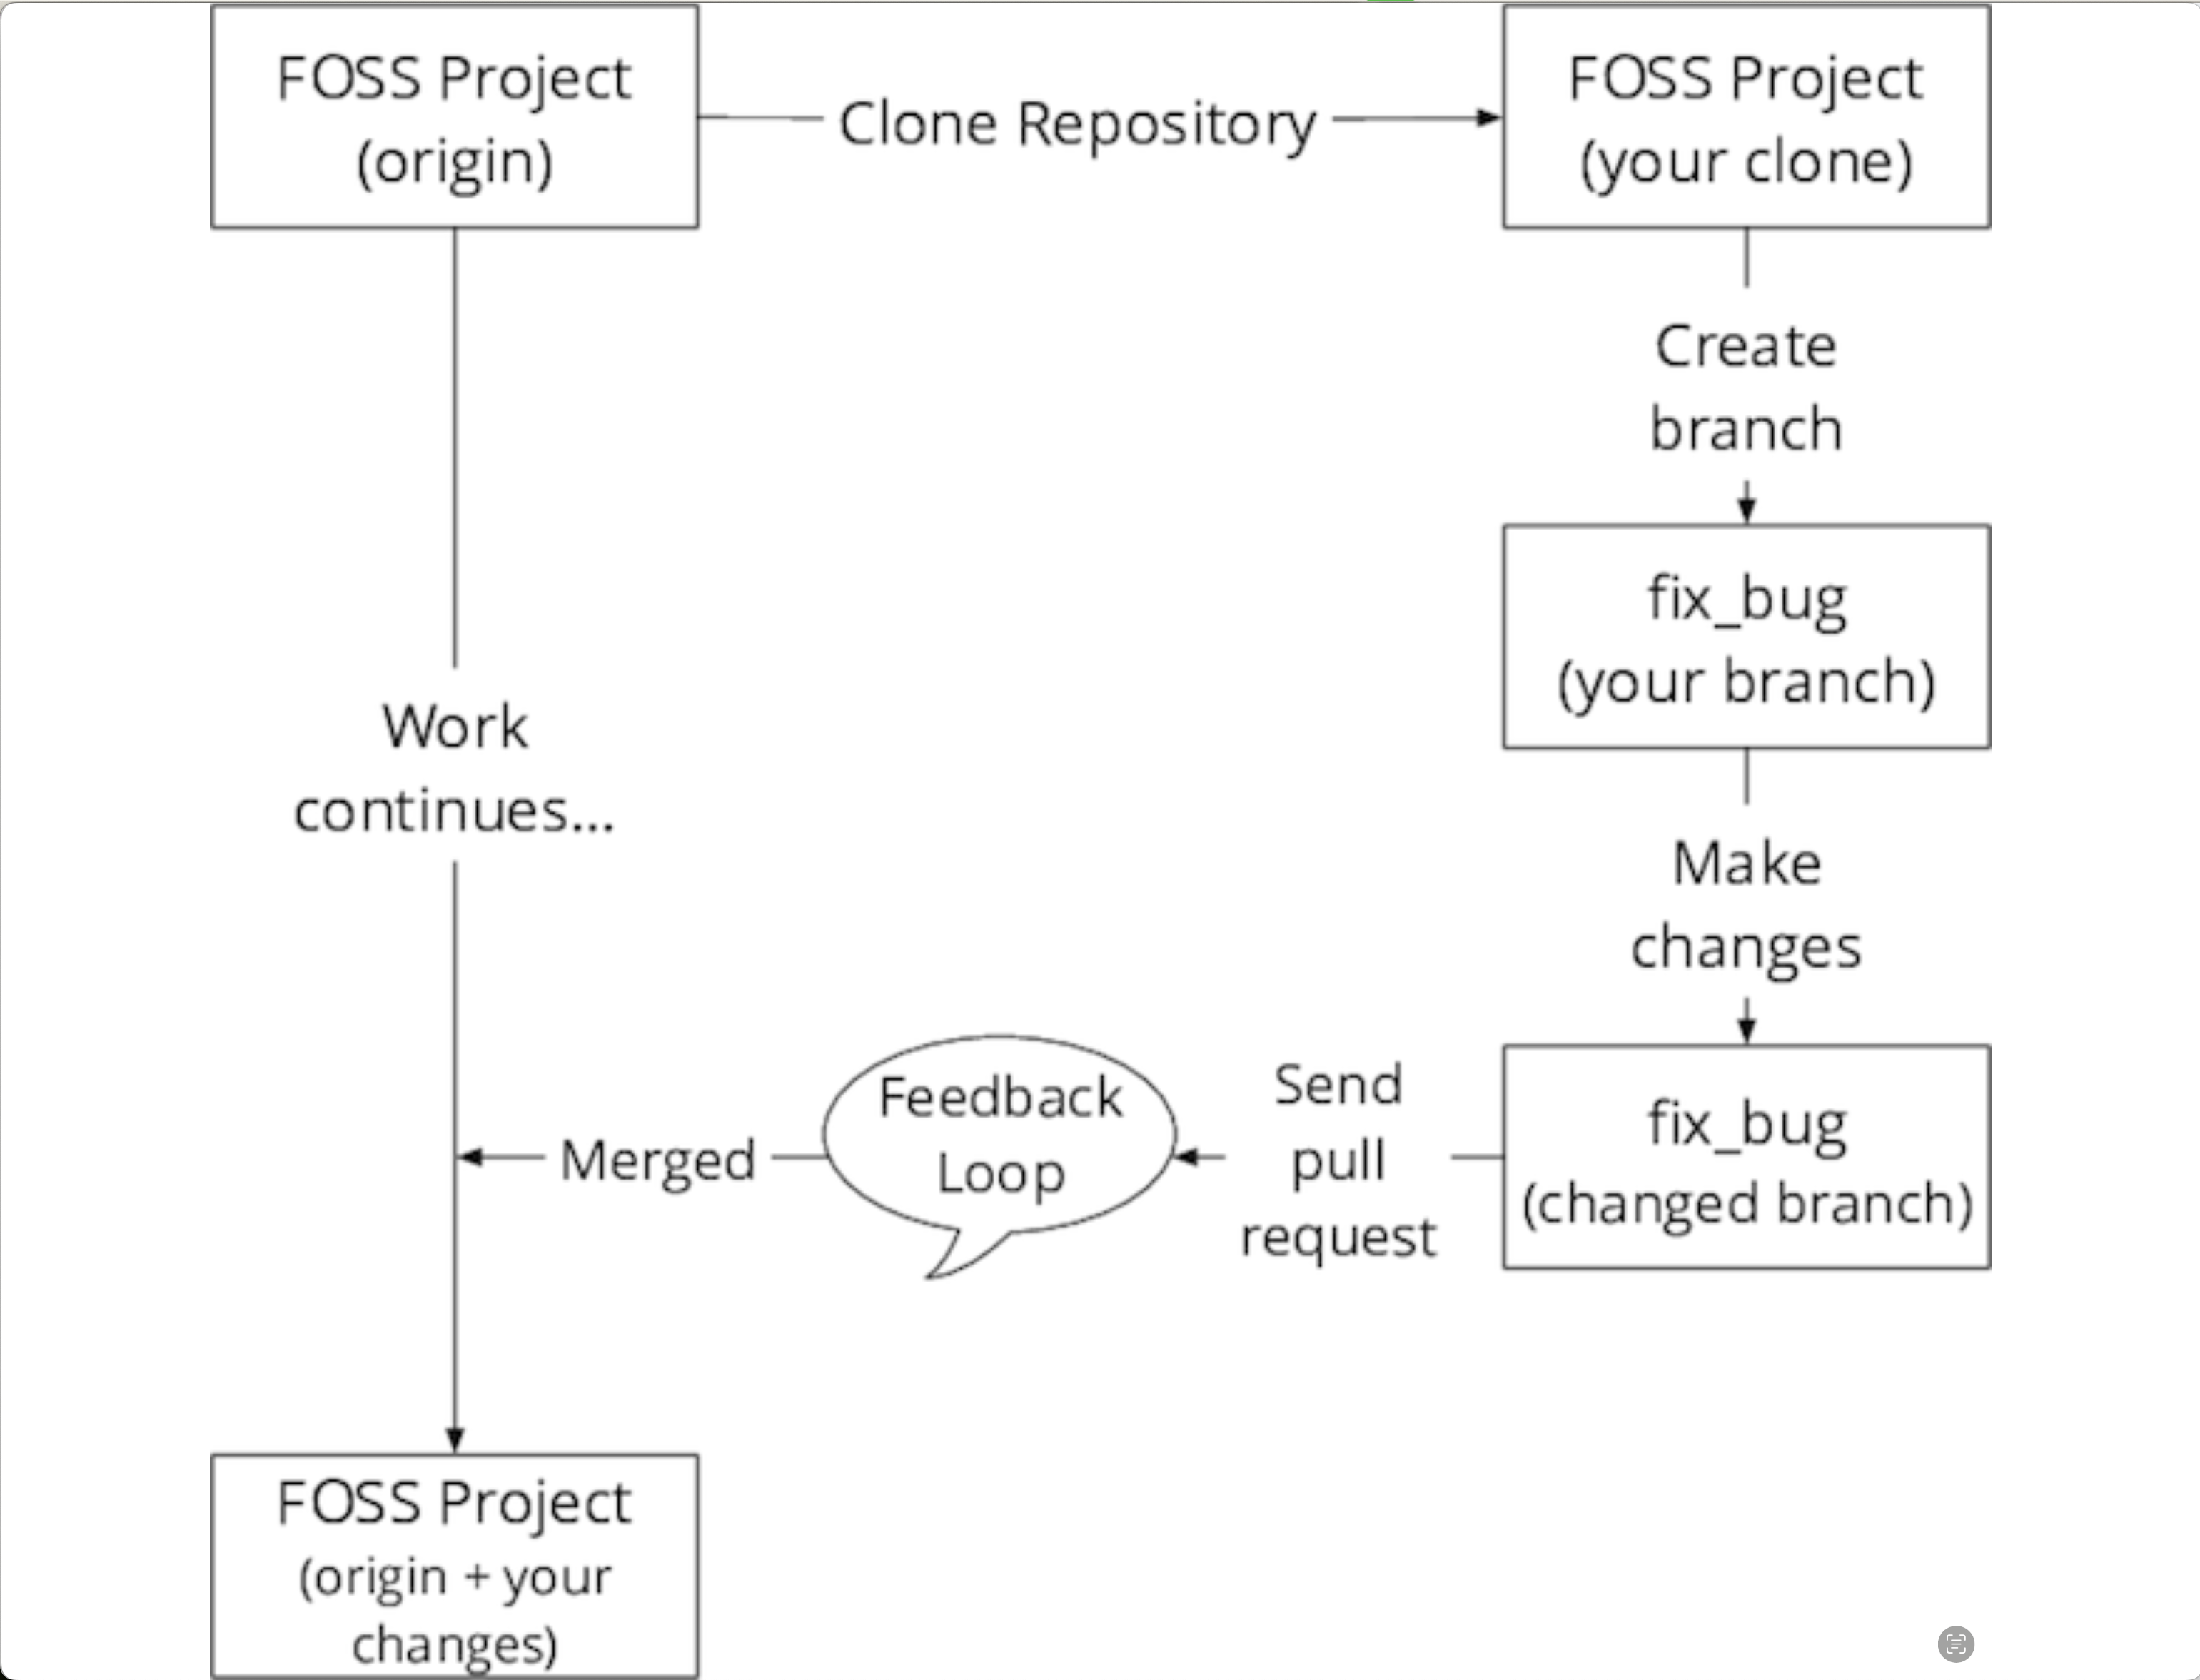 FOSS Project
(origin)
Clone Repository
FOSS Project
(your clone)
Create
branch
fix_bug
(your branch)
Work
continues...
Make
changes
Feedback
Loop
Merged
Send
pull
request
fix_bug
(changed branch)
FOSS Project
(origin + your
changes)